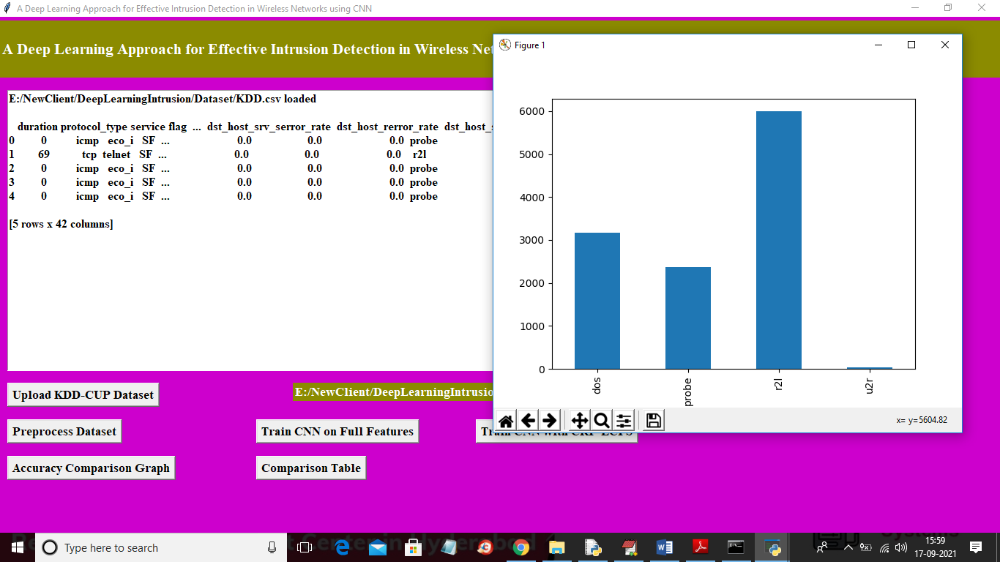 A Deep Learning Approach for Effective Intrusion Detection in Wireless Networks using CNN
A Deep Learning Approach for Effective Intrusion Detection in Wireless Net
E:/NewClient/DeepLearningIntrusion/Dataset/KDD.csv loaded
duration protocol_type service flag ... dst_host_srv_serror_rate dst_host_rerror_rate dst_host_s
0 0 icmp eco_i SF ... 0.0 0.0 0.0 probe
1 69 tcp telnet SF ... 0.0 0.0 0.0 r2l
2 0 icmp eco_i SF ... 0.0 0.0 0.0 probe
3 0 icmp eco_i SF ... 0.0 0.0 0.0 probe
4 0 icmp eco_i SF ... 0.0 0.0 0.0 probe
[5 rows x 42 columns]
Figure 1
6000
5000
4000
3000
2000
1000
0
dos
probe
r2l
u2r
x= y=5604.82
Upload KDD-CUP Dataset
E:/NewClient/DeepLearningIntrusio
Preprocess Dataset
Train CNN on Full Features
Accuracy Comparison Graph
Comparison Table
Type here to search
15:59
17-09-2021